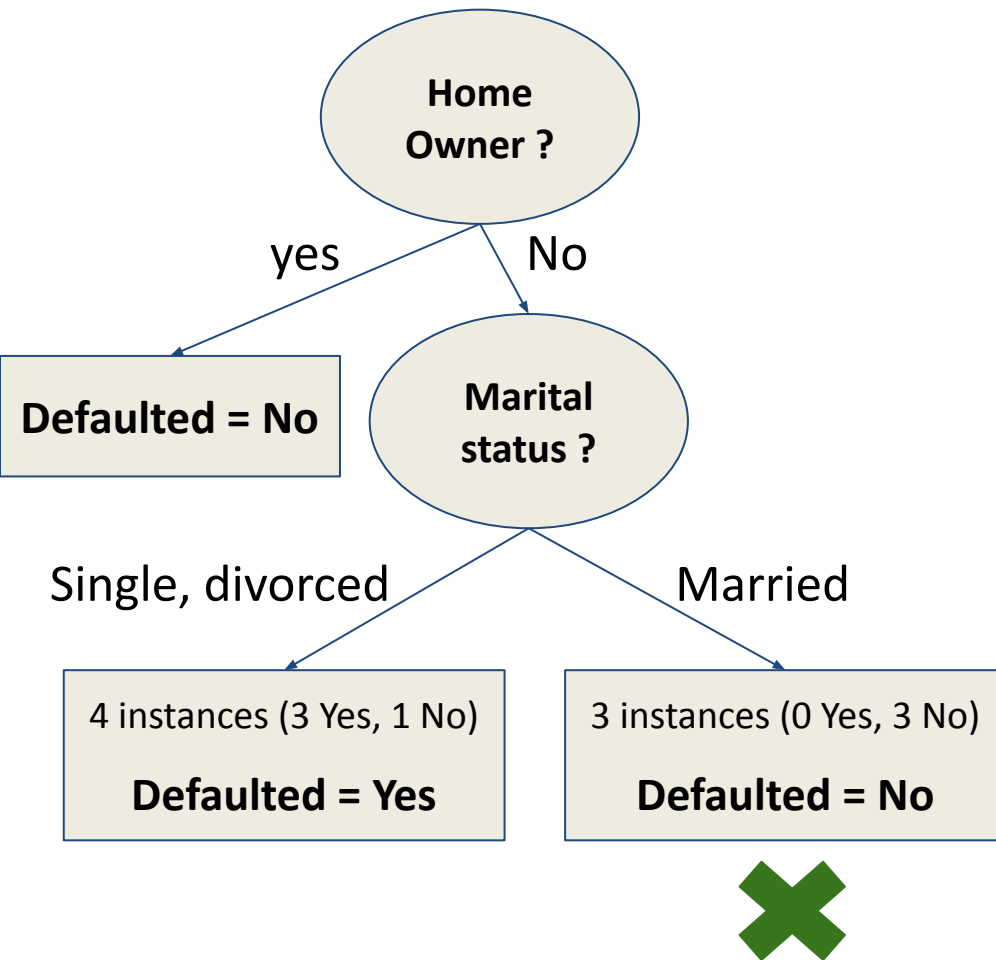 Home
Owner ?
yes
No
Defaulted = No
Marital
status ?
Single, divorced
Married
4 instances (3 Yes, 1 No)
Defaulted = Yes
3 instances (0 Yes, 3 No)
Defaulted = No